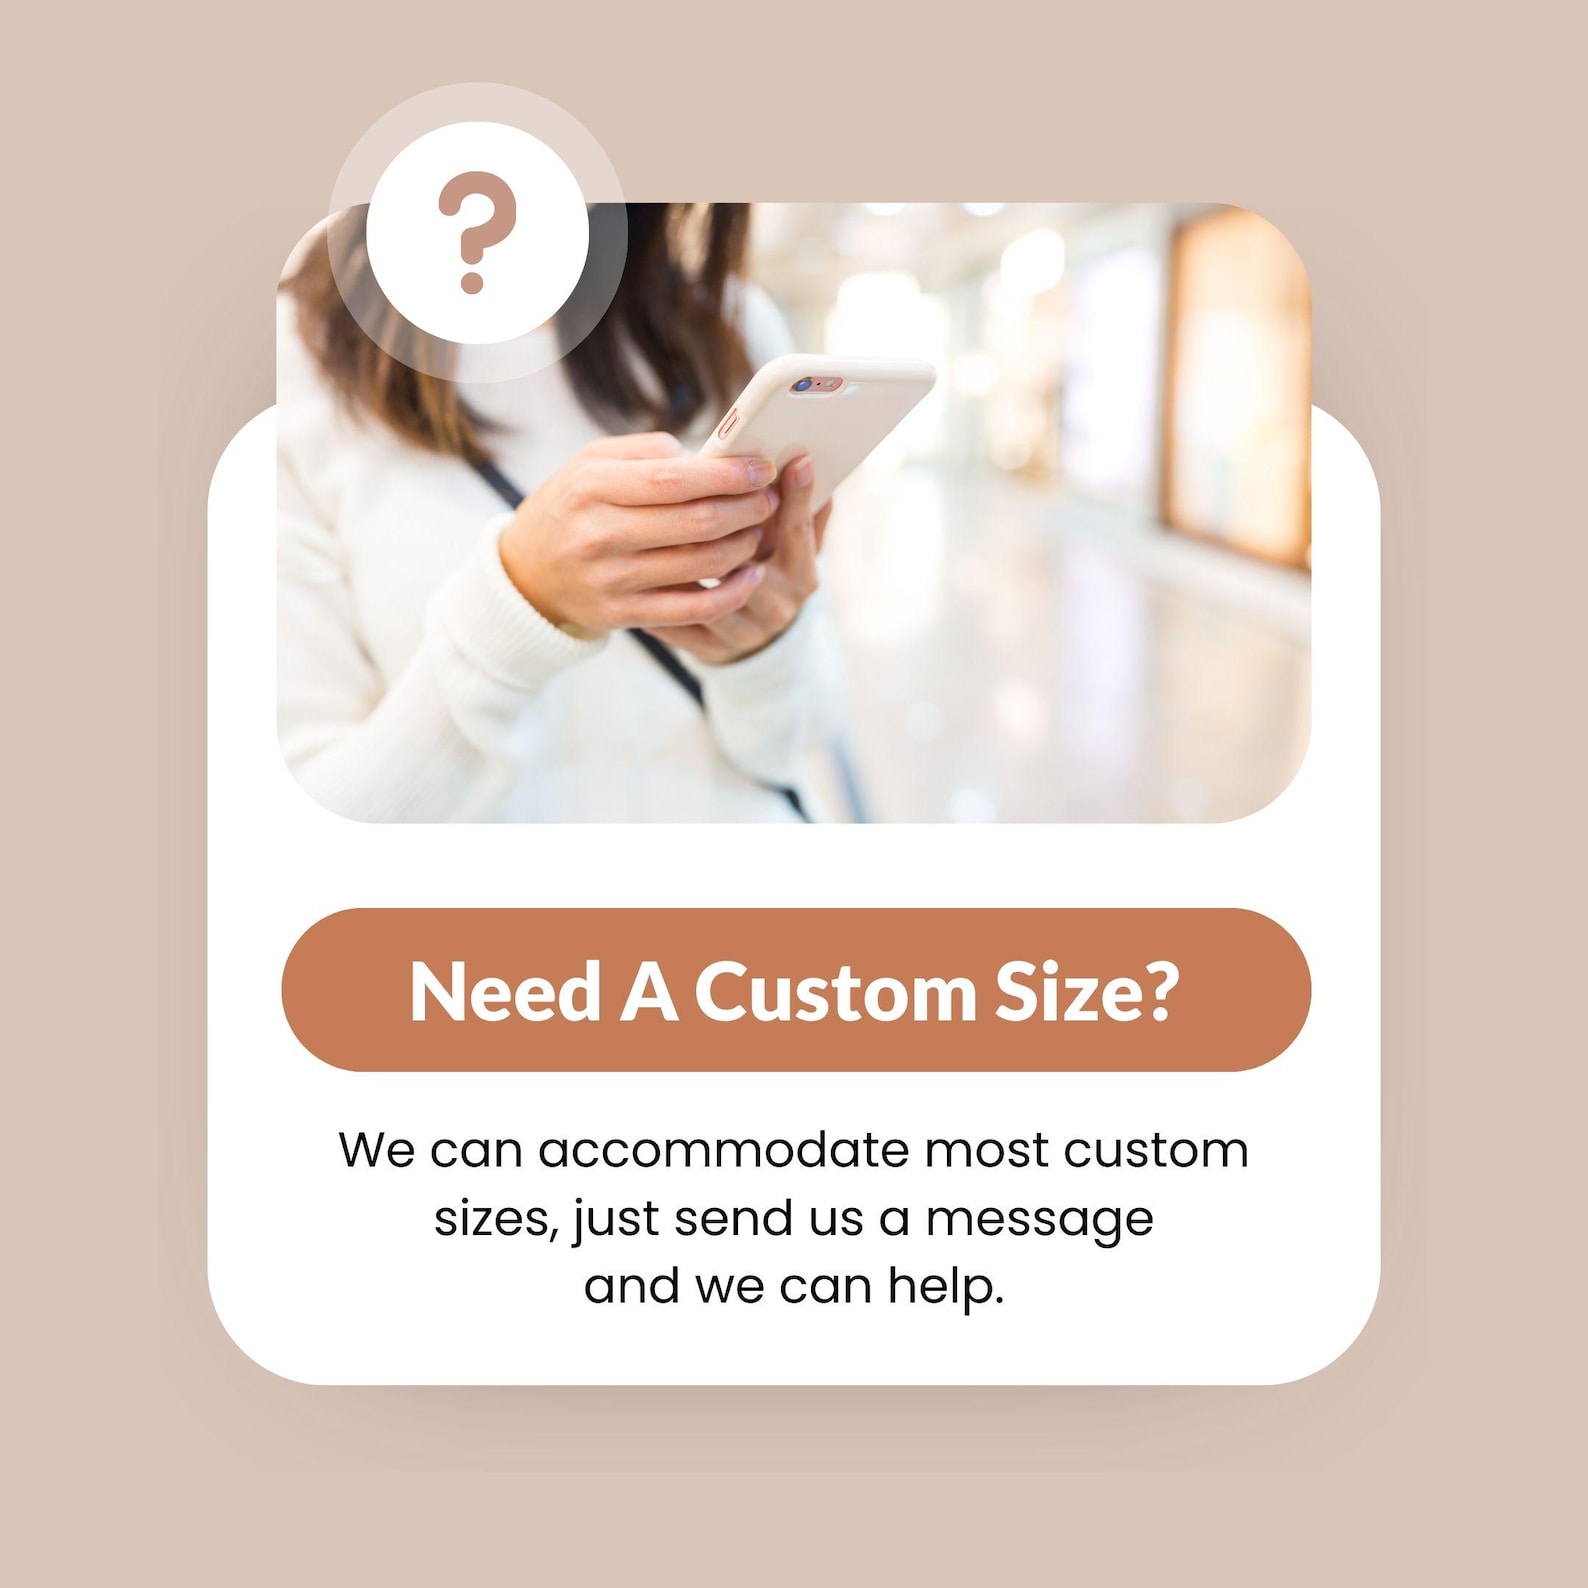 ?
Need A Custom Size?
We can accommodate most custom
sizes, just send us a message
and we can help.